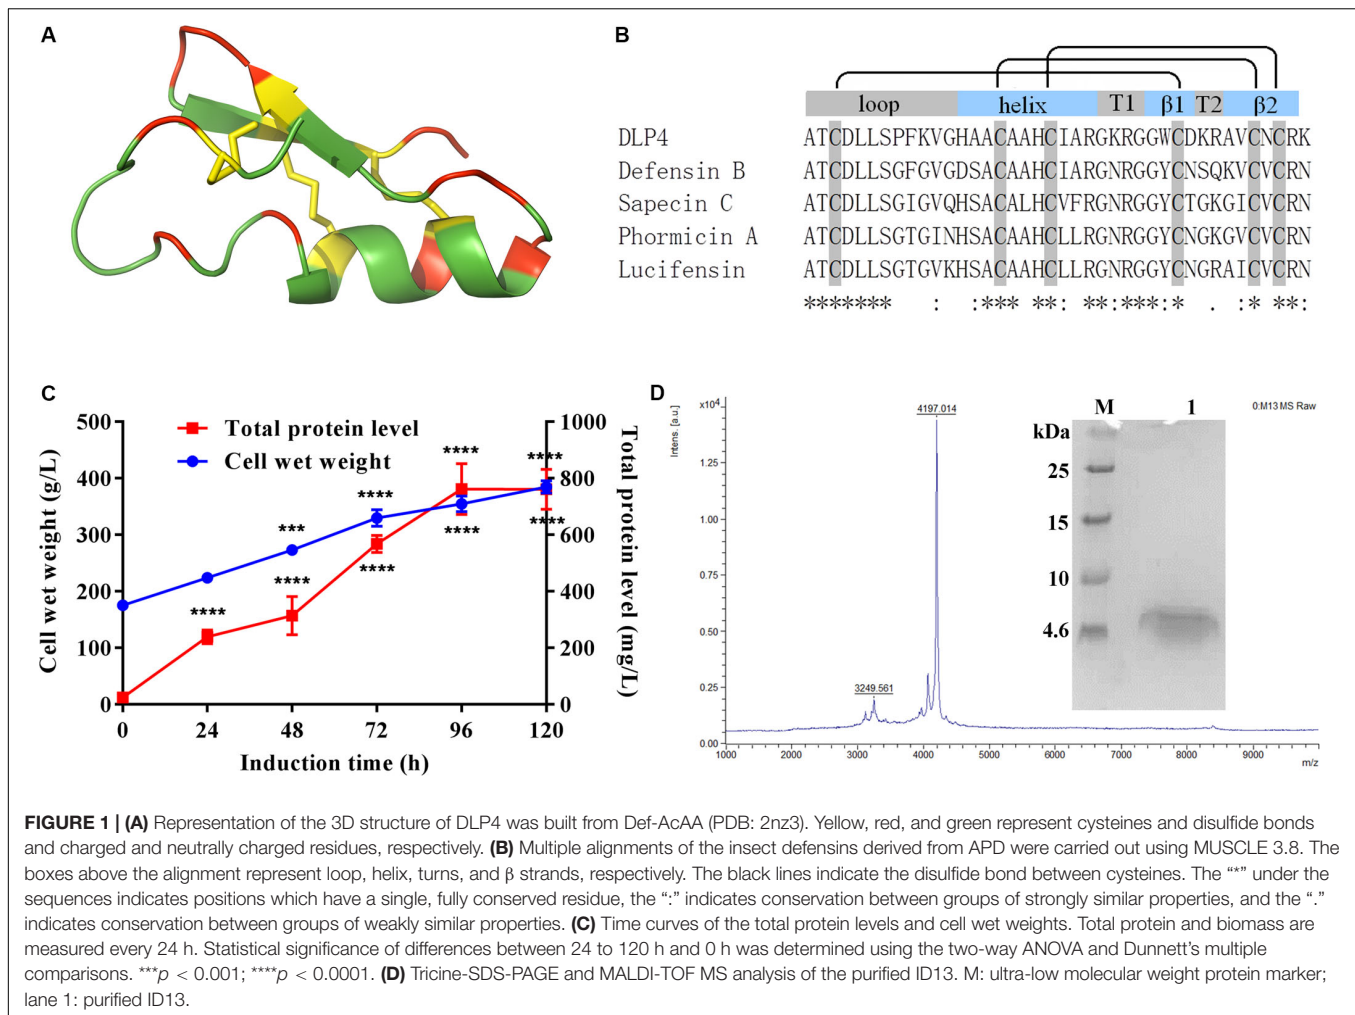 A
B
loop helix T1 β1 T2 β2
DLP4 ATCDLLSPFKVGHAACAAHCIARGKRGGWCDKRAVCNCRK
Defensin B ATCDLLSGFGVGDSACAAHCIARGNRGGYCNSQKVCVCRN
Sapecin C ATCDLLSGIGVQHSACALHCVFRGNRGGYCTGKGICVCRN
Phormicin A ATCDLLSGTGINHSACAAHCLLRGNRGGYCNGKGVCVCRN
Lucifensin ATCDLLSGTGVKHSACAAHCLLRGNRGGYCNGRAICVCRN
******* : :*** **: **:***:* . :* **:
C
Total protein level
Cell wet weight
Cell wet weight (g/L)
500
400
300
200
100
0
Total protein level (mg/L)
1000
800
600
400
200
0
**** *** **** **** **** **** **** **** ****
0 24 48 72 96 120
Induction time (h)
D
0:M13 MS Raw
Intens. [a.u.]
x10⁴
1.25
1.00
0.75
0.50
0.25
0.00
4197.014
3249.561
1000 2000 3000 4000 5000 6000 7000 8000 9000
m/z
M 1
kDa
25
15
10
4.6
FIGURE 1 | (A) Representation of the 3D structure of DLP4 was built from Def-AcAA (PDB: 2nz3). Yellow, red, and green represent cysteines and disulfide bonds
and charged and neutrally charged residues, respectively. (B) Multiple alignments of the insect defensins derived from APD were carried out using MUSCLE 3.8. The
boxes above the alignment represent loop, helix, turns, and β strands, respectively. The black lines indicate the disulfide bond between cysteines. The “*” under the
sequences indicates positions which have a single, fully conserved residue, the “:” indicates conservation between groups of strongly similar properties, and the “.”
indicates conservation between groups of weakly similar properties. (C) Time curves of the total protein levels and cell wet weights. Total protein and biomass are
measured every 24 h. Statistical significance of differences between 24 to 120 h and 0 h was determined using the two-way ANOVA and Dunnett’s multiple
comparisons. ***p < 0.001; ****p < 0.0001. (D) Tricine-SDS-PAGE and MALDI-TOF MS analysis of the purified ID13. M: ultra-low molecular weight protein marker;
lane 1: purified ID13.